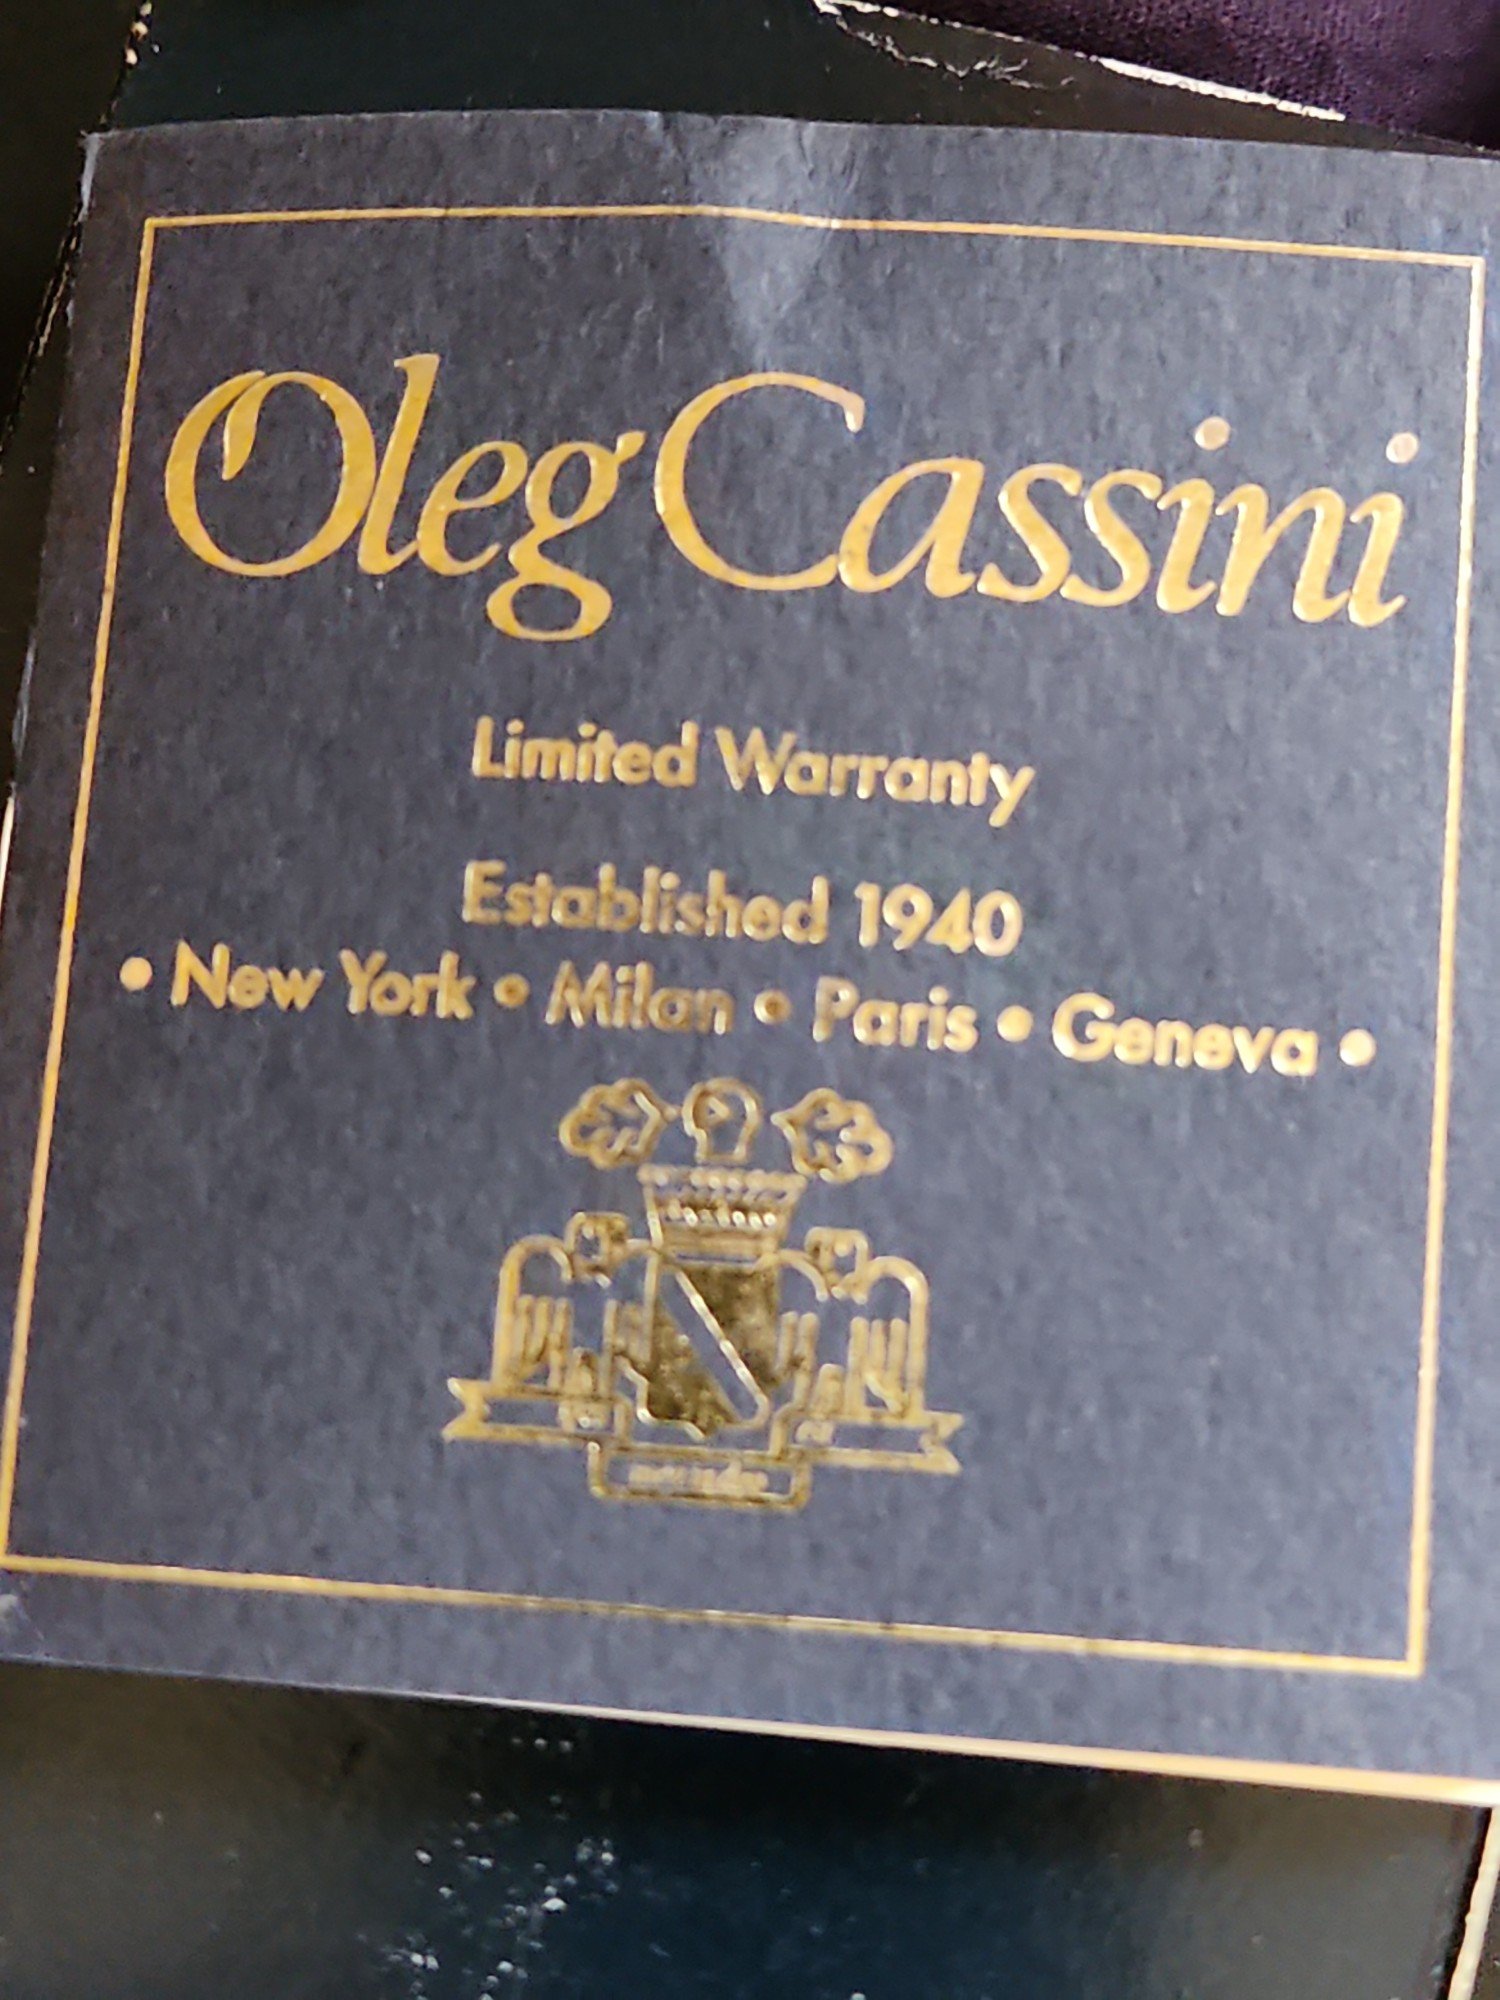 Oleg Cassini
Limited Warranty
Established 1940
• New York • Milan • Paris • Geneva •